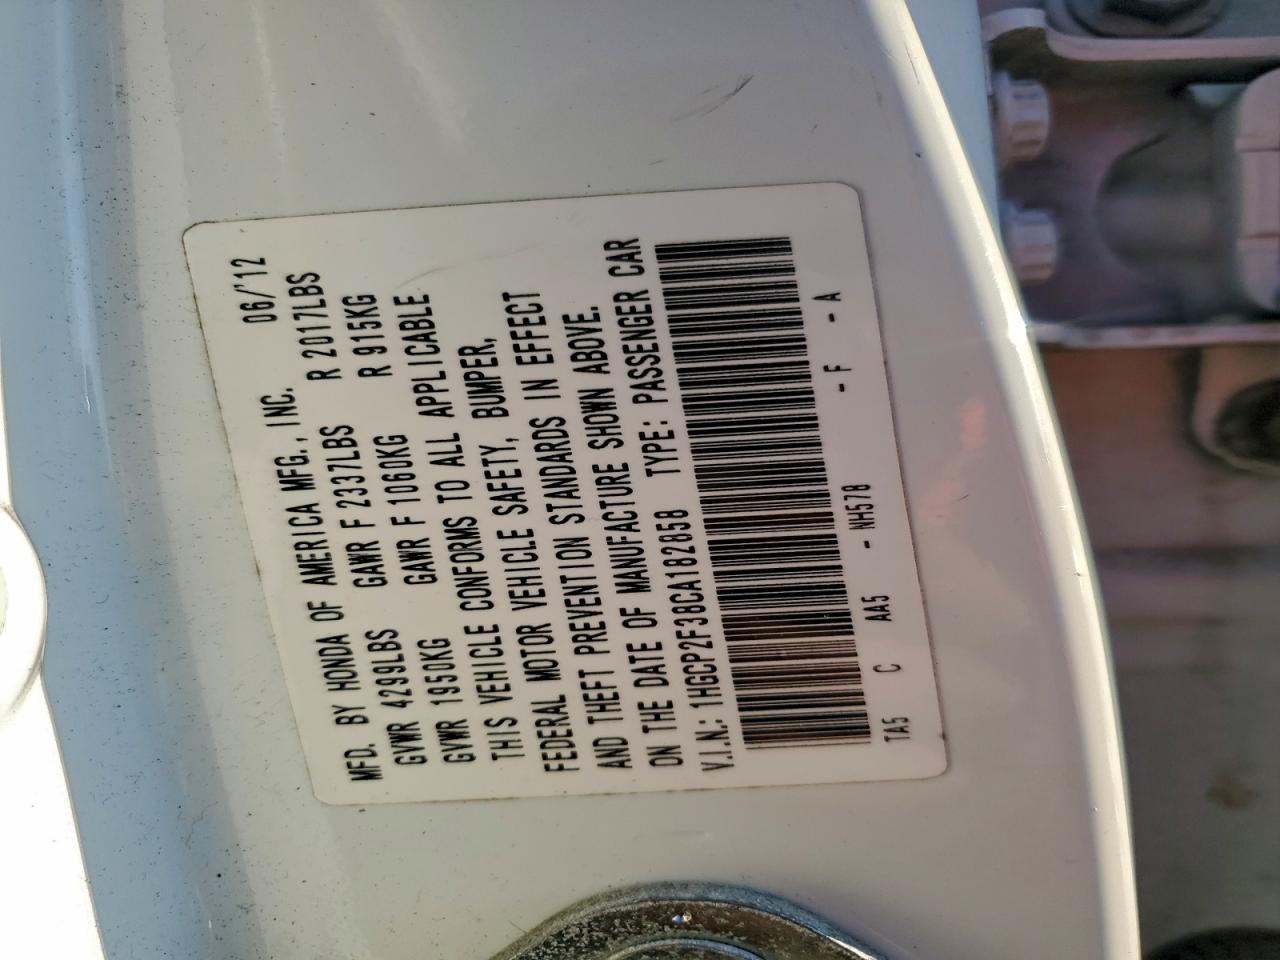 MFD. BY HONDA OF AMERICA MFG., INC. 06/'12
GVWR 4299LBS GAWR F 2337LBS R 2017LBS
GVWR 1950KG GAWR F 1060KG R 915KG
THIS VEHICLE CONFORMS TO ALL APPLICABLE
FEDERAL MOTOR VEHICLE SAFETY, BUMPER,
AND THEFT PREVENTION STANDARDS IN EFFECT
ON THE DATE OF MANUFACTURE SHOWN ABOVE.
V.I.N.: 1HGCP2F38CA182858 TYPE: PASSENGER CAR
TA5 C AA5 - NH578 - F - A